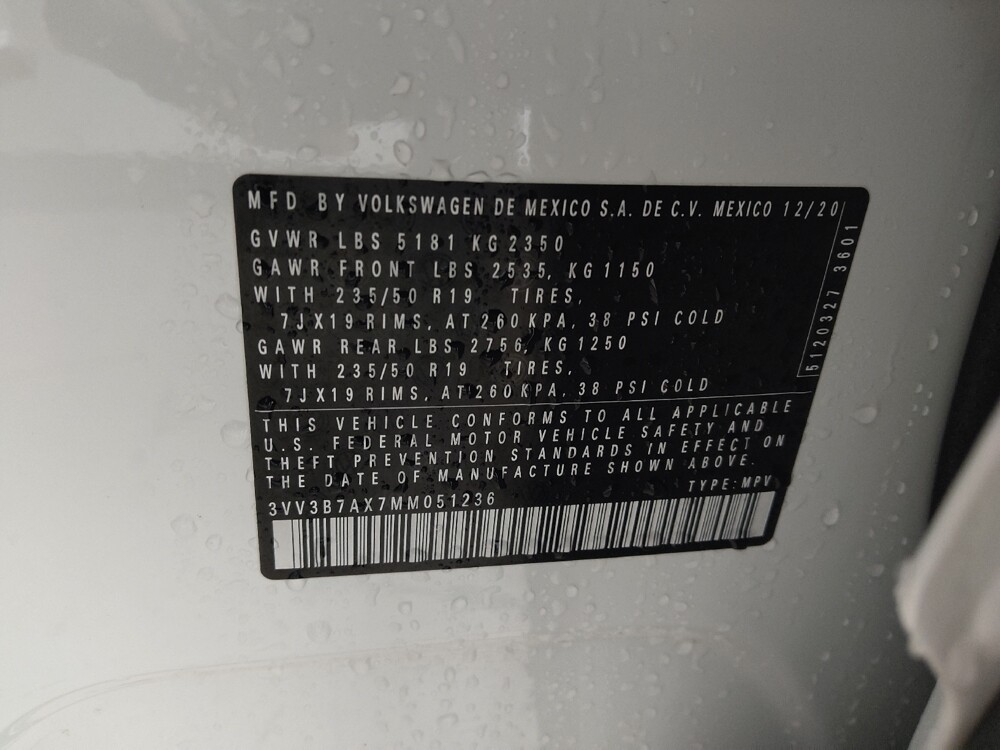 MFD BY VOLKSWAGEN DE MEXICO S.A. DE C.V. MEXICO 12/20
GVWR LBS 5181 KG 2350
GAWR FRONT LBS 2535, KG 1150
WITH 235/50 R19 TIRES,
7JX19 RIMS, AT 260 KPA, 38 PSI COLD
GAWR REAR LBS 2756, KG 1250
WITH 235/50 R19 TIRES,
7JX19 RIMS, AT 260 KPA, 38 PSI COLD
5120327 3601
THIS VEHICLE CONFORMS TO ALL APPLICABLE
U.S. FEDERAL MOTOR VEHICLE SAFETY AND
THEFT PREVENTION STANDARDS IN EFFECT ON
THE DATE OF MANUFACTURE SHOWN ABOVE.
TYPE: MPV
3VV3B7AX7MM051236